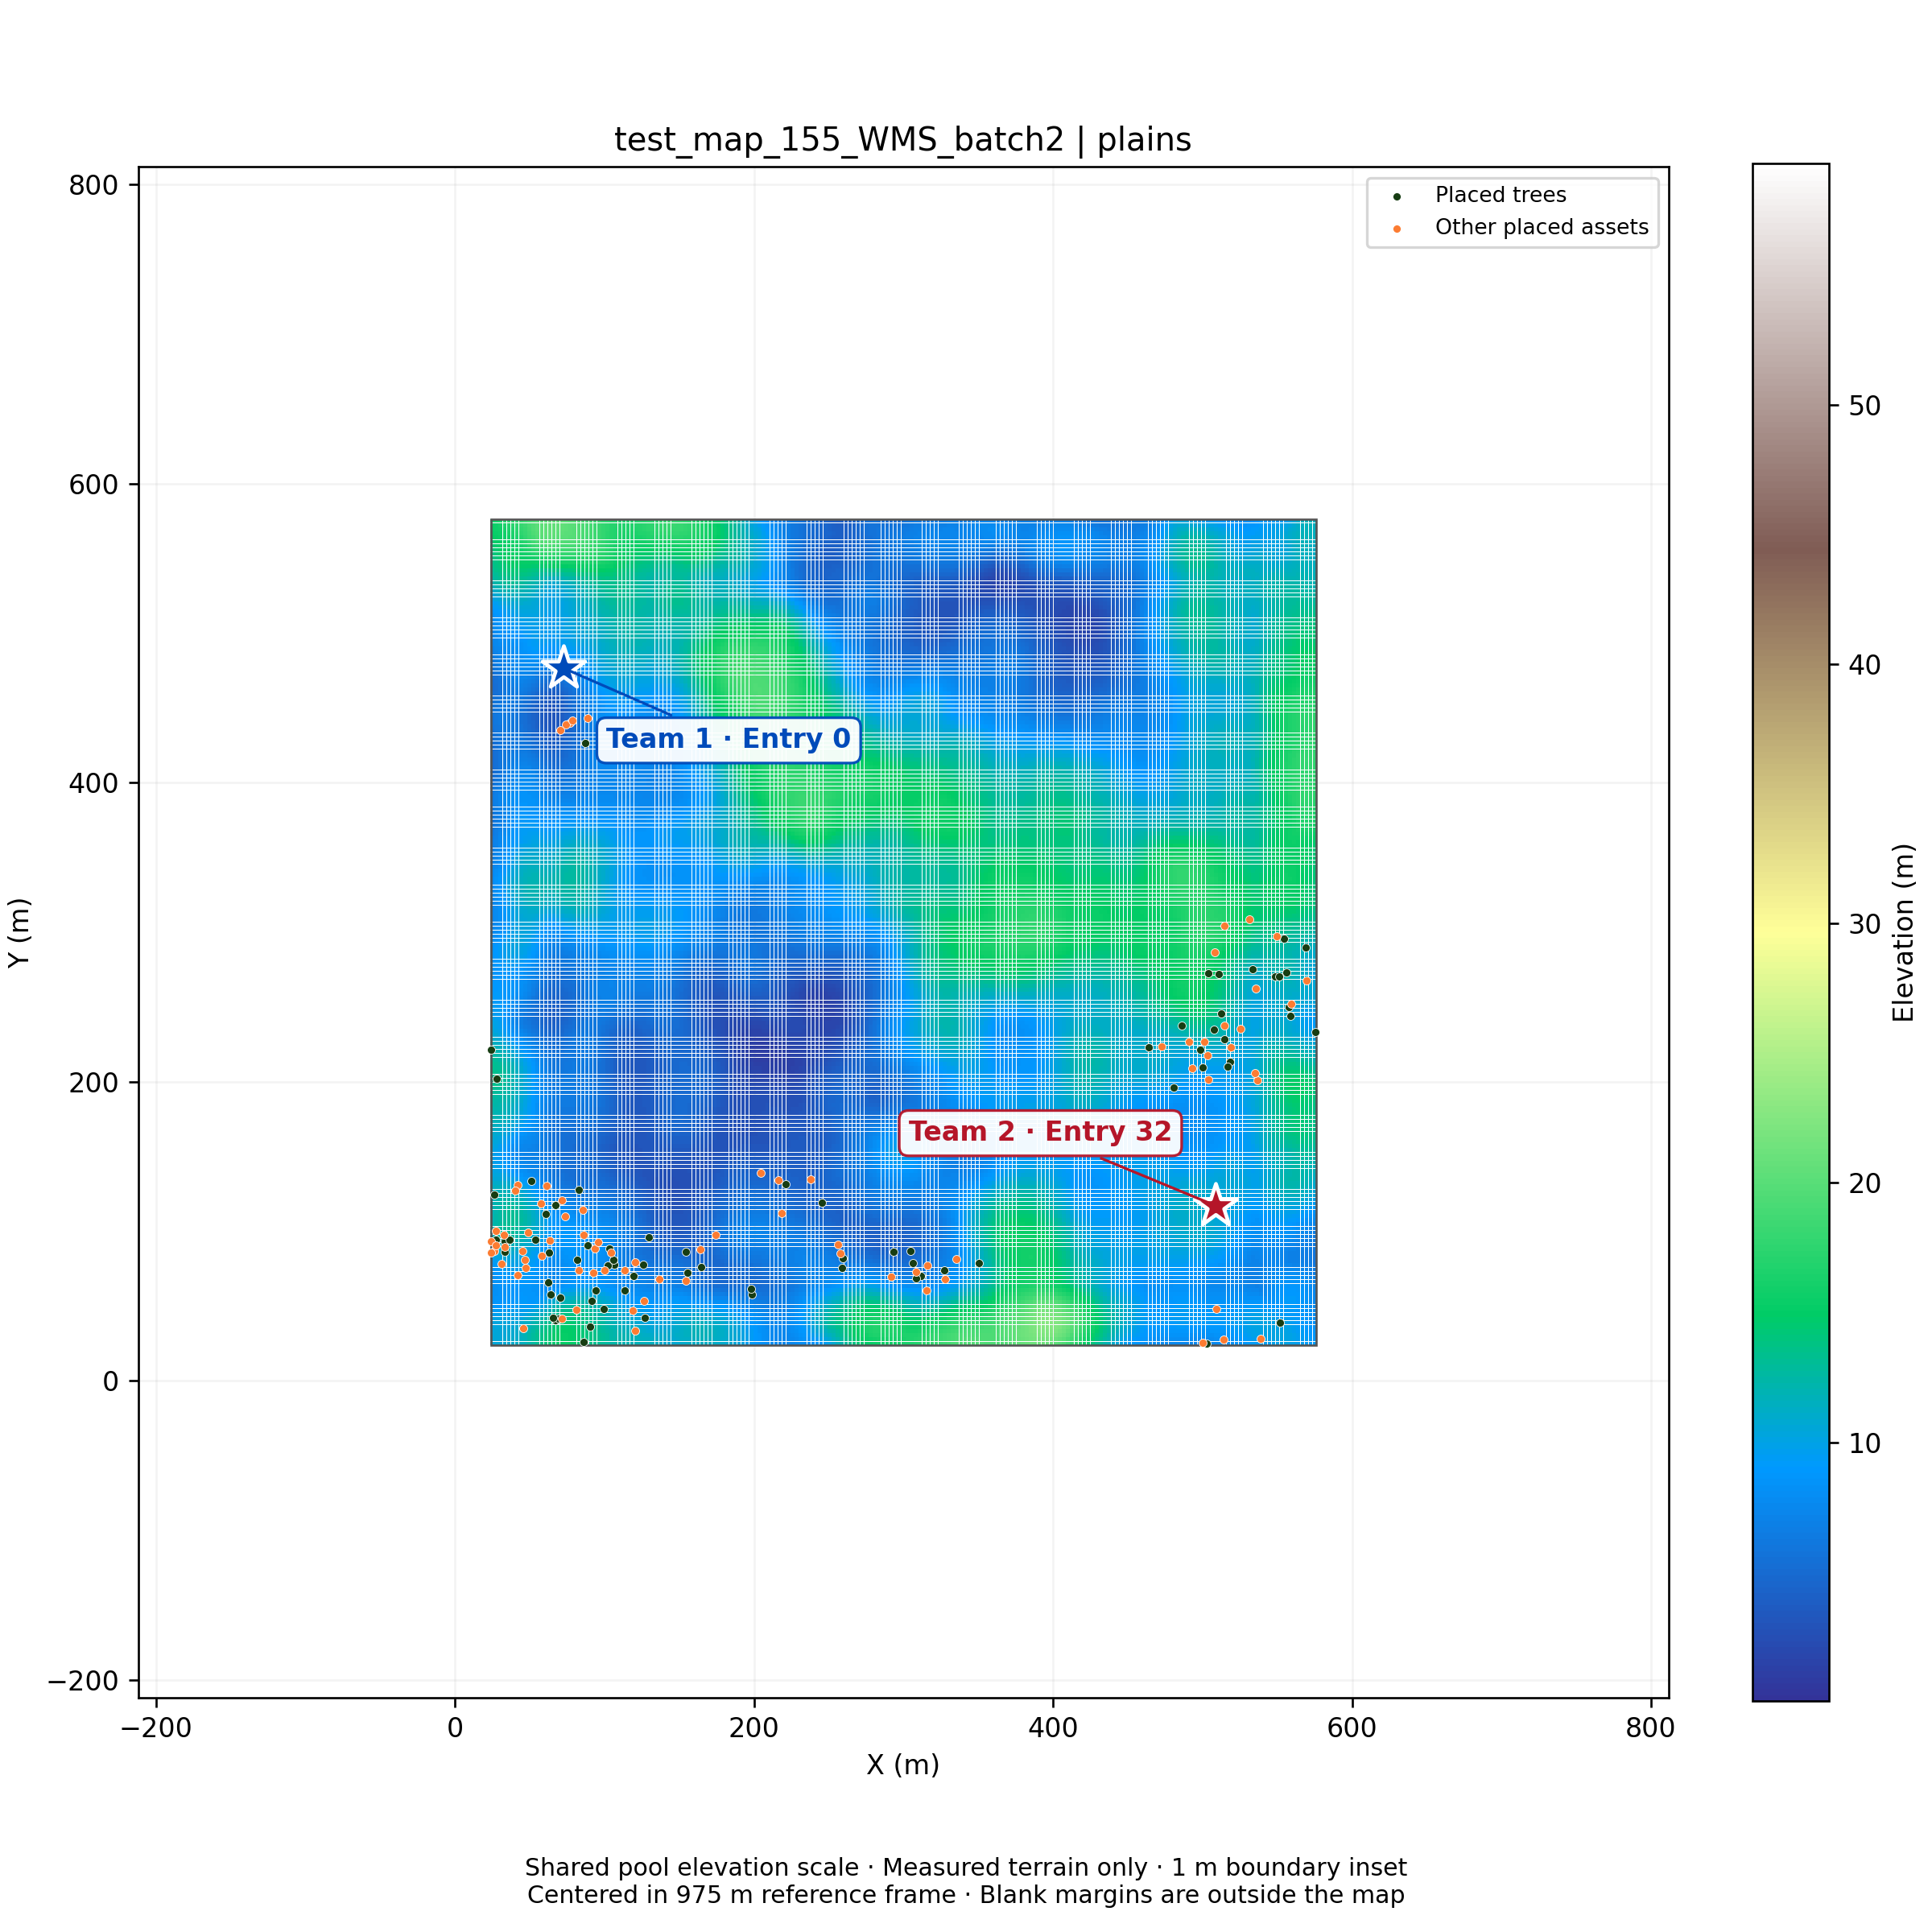 test_map_155_WMS_batch2 | plains
Placed trees
Other placed assets
800
600
400
200
0
−200
−200
0
200
400
600
800
X (m)
Y (m)
Team 1 · Entry 0
Team 2 · Entry 32
50
40
30
20
10
Elevation (m)
Shared pool elevation scale · Measured terrain only · 1 m boundary inset
Centered in 975 m reference frame · Blank margins are outside the map